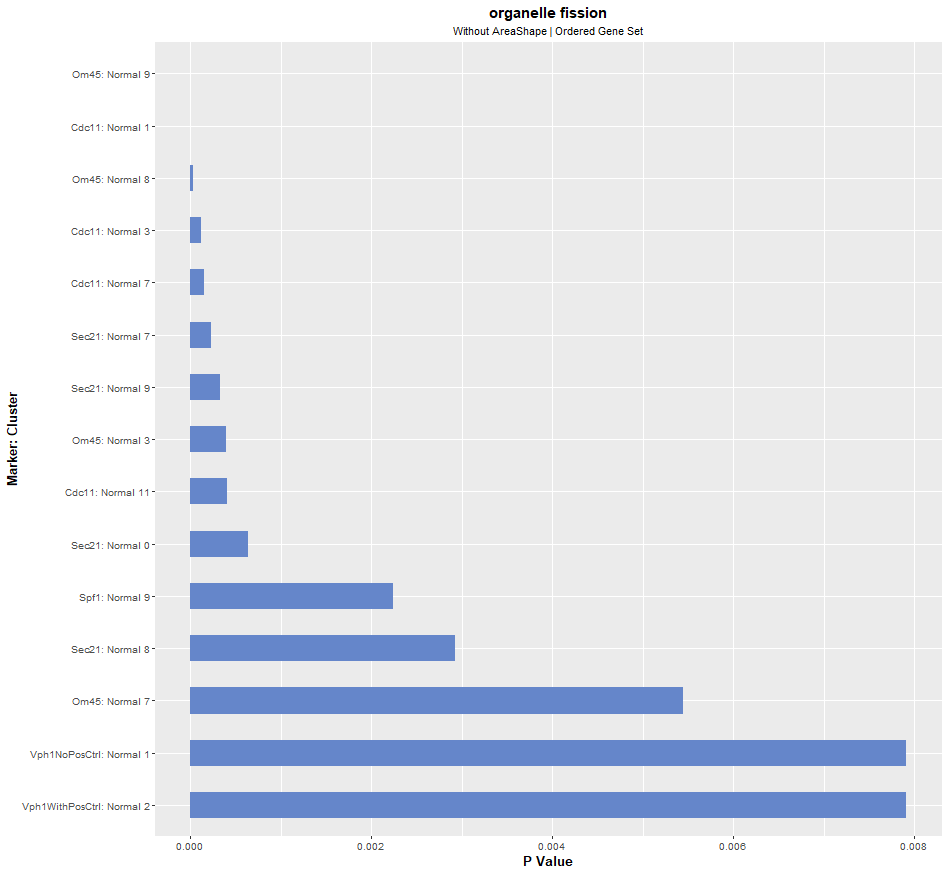 organelle fission
Without AreaShape | Ordered Gene Set
Marker: Cluster
Om45: Normal 9
Cdc11: Normal 1
Om45: Normal 8
Cdc11: Normal 3
Cdc11: Normal 7
Sec21: Normal 7
Sec21: Normal 9
Om45: Normal 3
Cdc11: Normal 11
Sec21: Normal 0
Spf1: Normal 9
Sec21: Normal 8
Om45: Normal 7
Vph1NoPosCtrl: Normal 1
Vph1WithPosCtrl: Normal 2
0.000 0.002 0.004 0.006 0.008
P Value